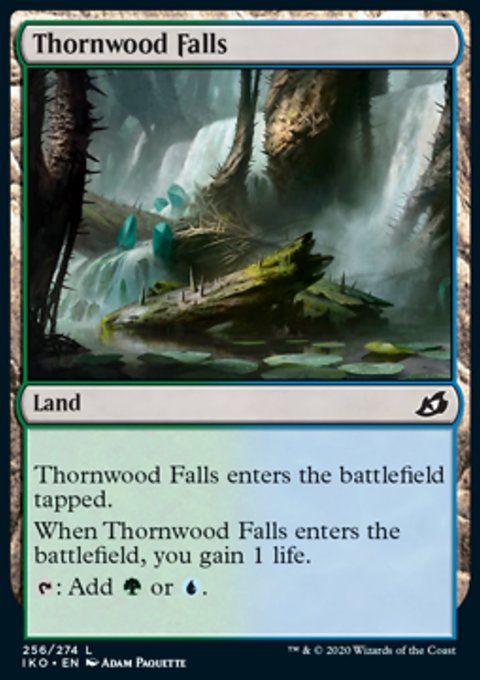 Thornwood Falls
Land
Thornwood Falls enters the battlefield
tapped.
When Thornwood Falls enters the
battlefield, you gain 1 life.
: Add or .
256/274 L
IKO • EN Adam Paquette
™ & © 2020 Wizards of the Coast